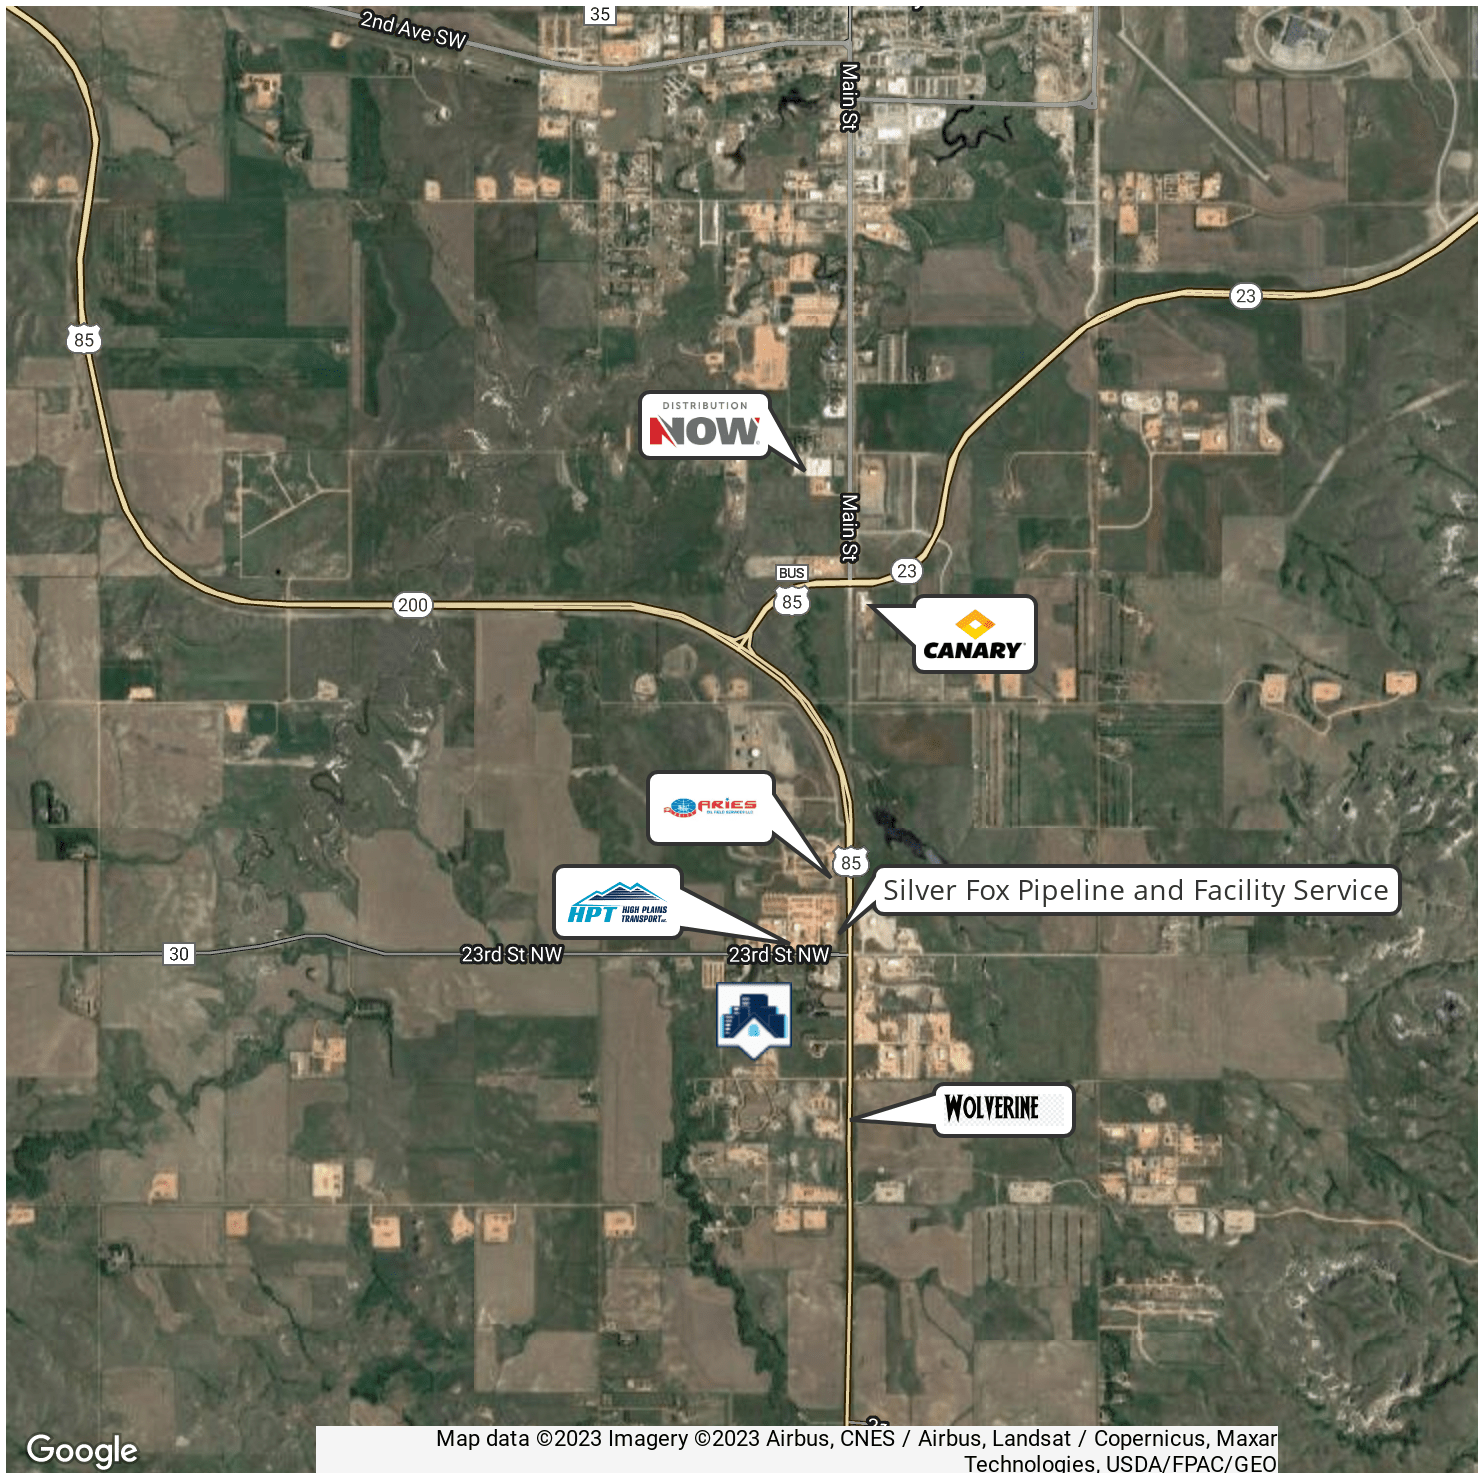 35
2nd Ave SW
Main St
23
85
DISTRIBUTION
NOW
Main St
BUS
85
23
200
CANARY
ARIES
85
HPT HIGH PLAINS
TRANSPORT
Silver Fox Pipeline and Facility Service
30
23rd St NW
23rd St NW
WOLVERINE
Google
Map data ©2023 Imagery ©2023 Airbus, CNES / Airbus, Landsat / Copernicus, Maxar
Technologies, USDA/FPAC/GEO